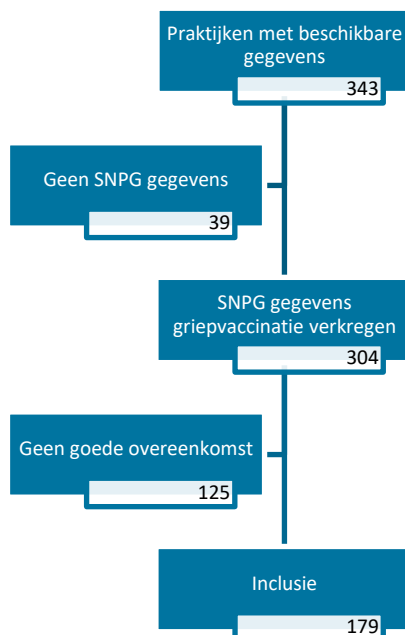 Praktijken met beschikbare
gegevens
343
Geen SNPG gegevens
39
SNPG gegevens
griepvaccinatie verkregen
304
Geen goede overeenkomst
125
Inclusie
179